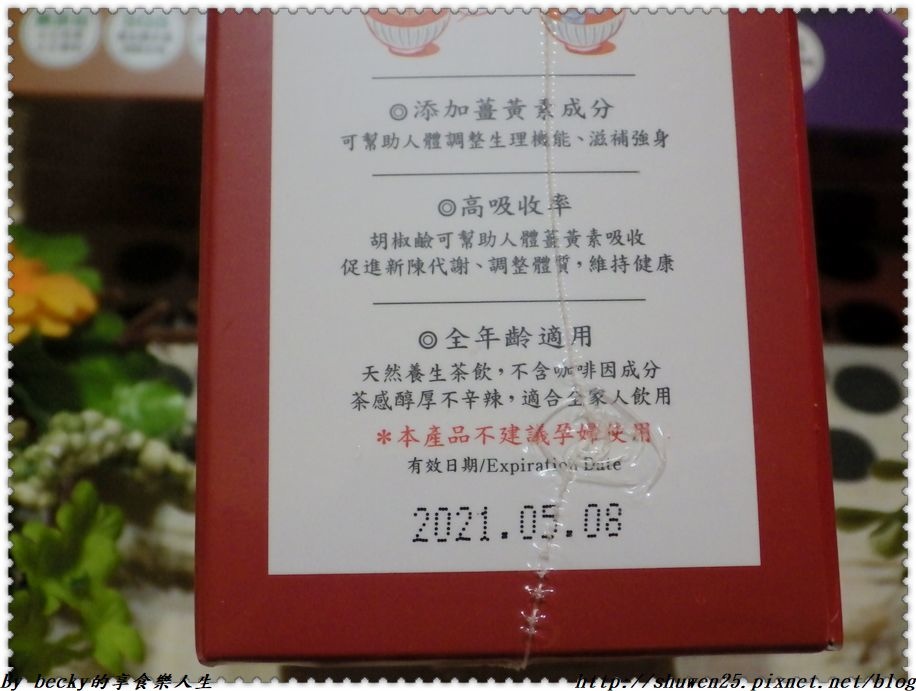 ◎添加薑黃素成分
可幫助人體調整生理機能、滋補強身
◎高吸收率
胡椒鹼可幫助人體薑黃素吸收
促進新陳代謝、調整體質，維持健康
◎全年齡適用
天然養生茶飲，不含咖啡因成分
茶感醇厚不辛辣，適合全家人飲用
＊本產品不建議孕婦使用
有效日期/Expiration Date
2021.05.08
By becky的享食樂人生
http://shuwen25.pixnet.net/blog